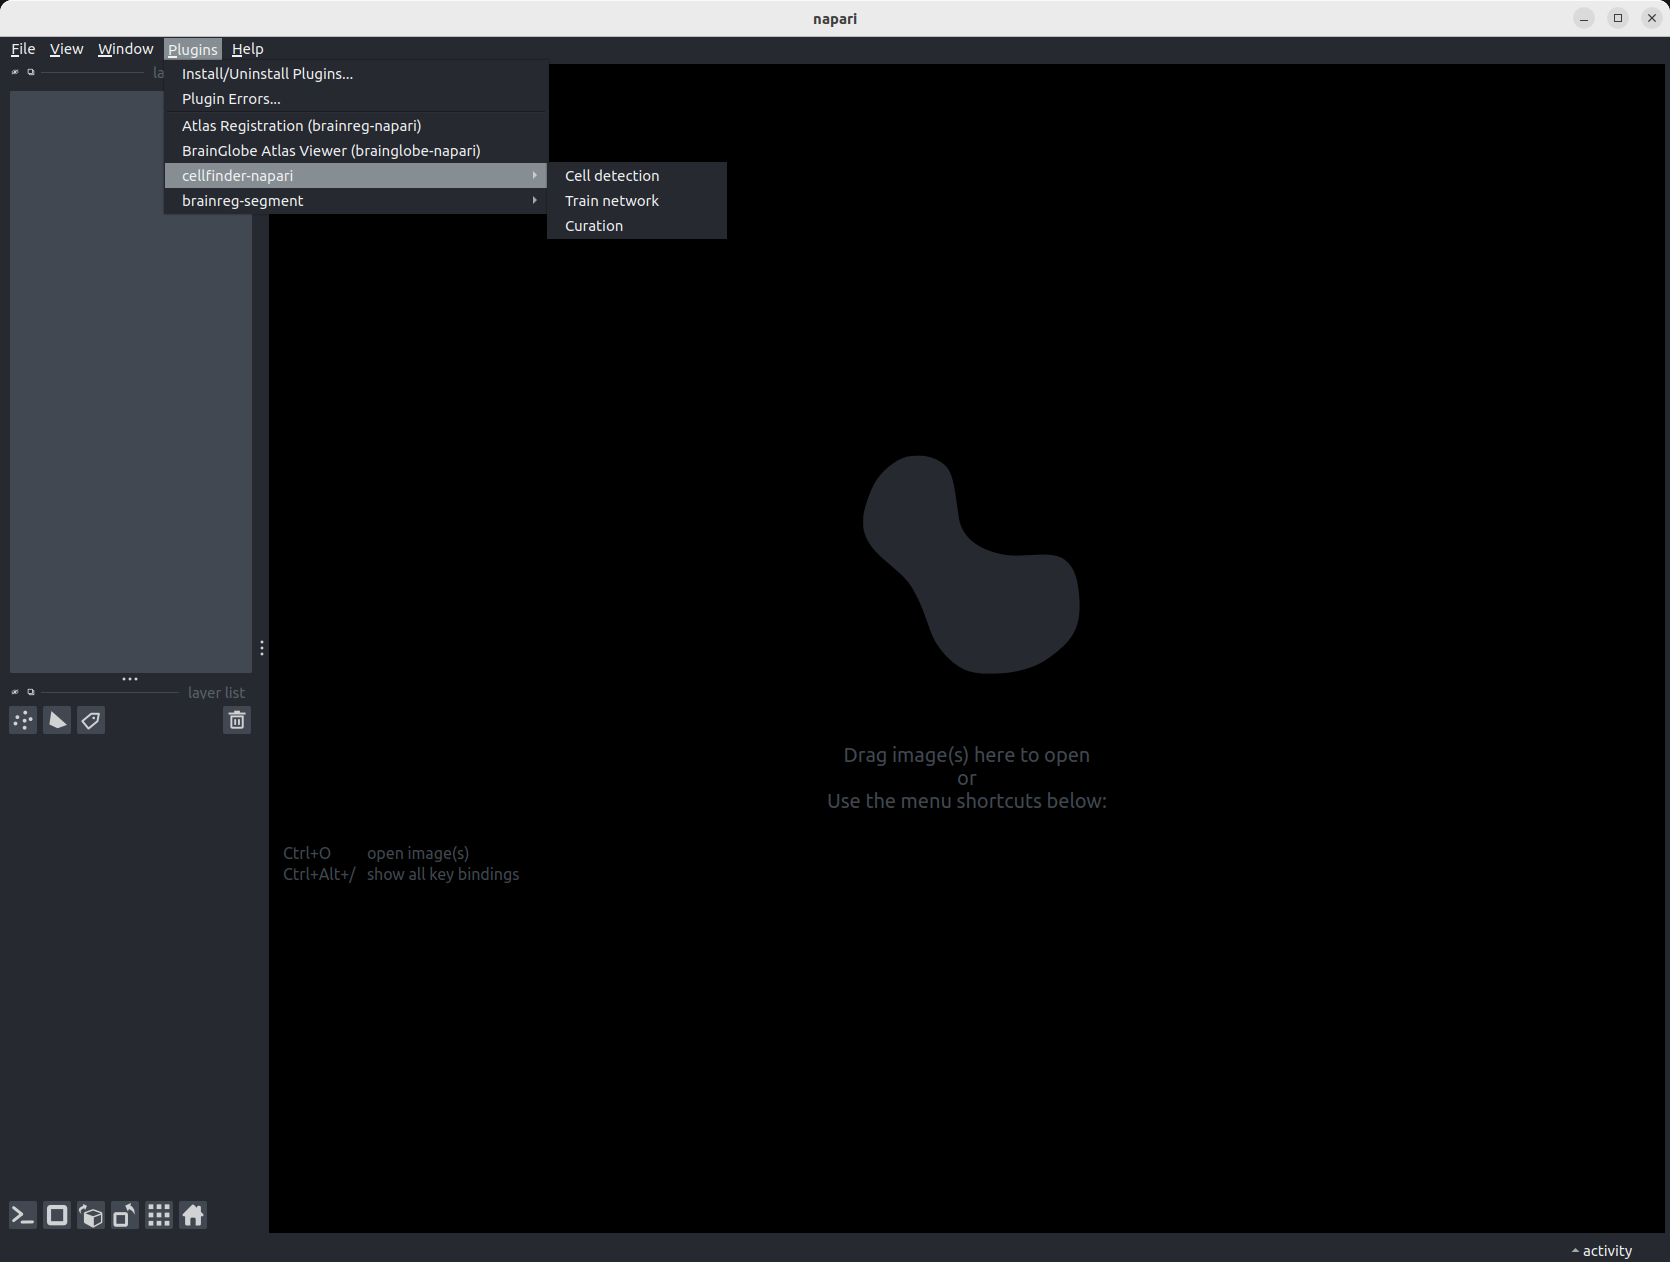 napari
File View Window Plugins Help
la
Install/Uninstall Plugins...
Plugin Errors...
Atlas Registration (brainreg-napari)
BrainGlobe Atlas Viewer (brainglobe-napari)
cellfinder-napari
brainreg-segment
Cell detection
Train network
Curation
layer list
Drag image(s) here to open
or
Use the menu shortcuts below:
Ctrl+O open image(s)
Ctrl+Alt+/ show all key bindings
activity